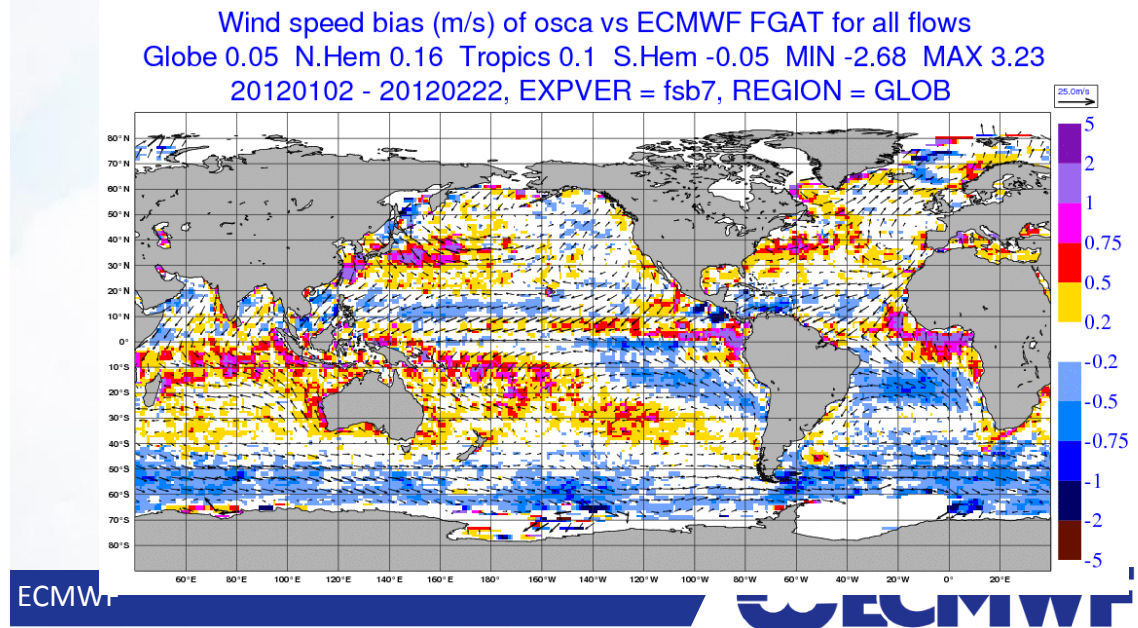 Wind speed bias (m/s) of osca vs ECMWF FGAT for all flows
Globe 0.05 N.Hem 0.16 Tropics 0.1 S.Hem -0.05 MIN -2.68 MAX 3.23
20120102 - 20120222, EXPVER = fsb7, REGION = GLOB
25.0m/s
80°N
70°N
60°N
50°N
40°N
30°N
20°N
10°N
0°
10°S
20°S
30°S
40°S
50°S
60°S
70°S
80°S
60°E 80°E 100°E 120°E 140°E 160°E 180° 160°W 140°W 120°W 100°W 80°W 60°W 40°W 20°W 0° 20°E
5
2
1
0.75
0.5
0.2
-0.2
-0.5
-0.75
-1
-2
-5
ECMWF
ECMWF